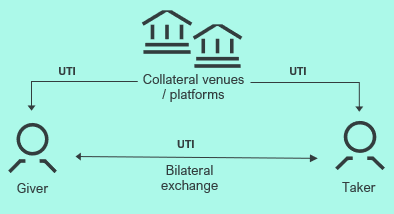 UTI
UTI
Collateral venues
/ platforms
UTI
Bilateral
exchange
Giver
Taker